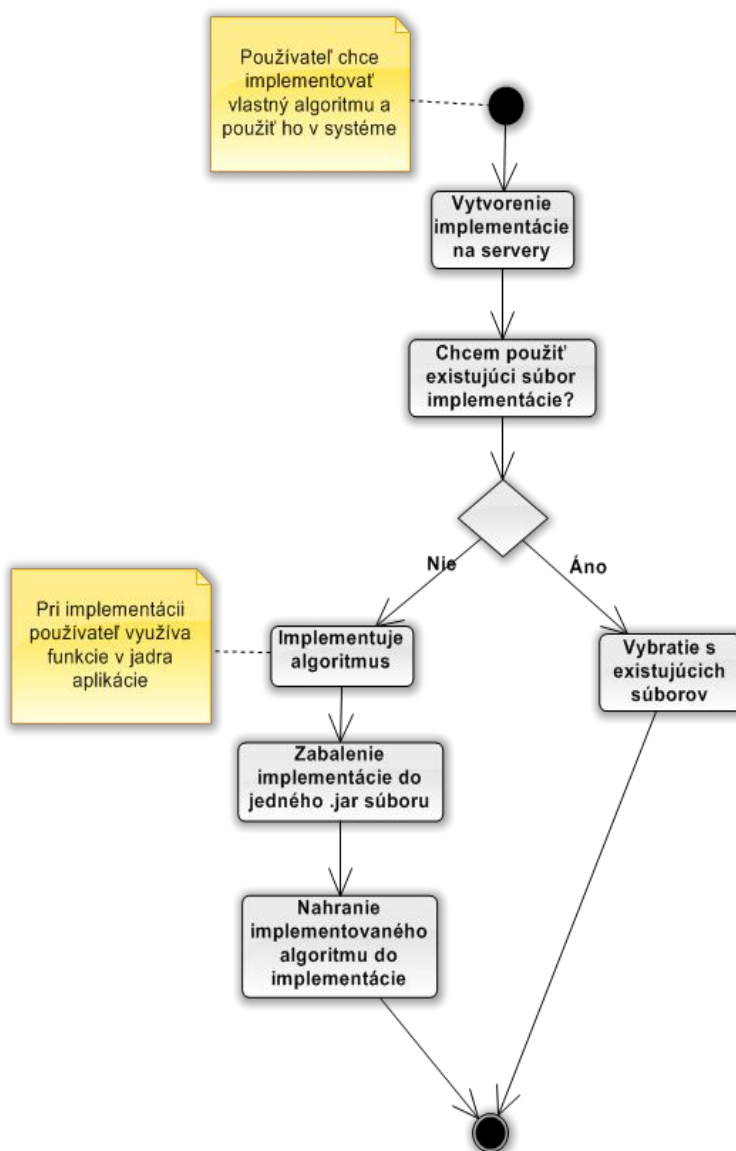 Používateľ chce
implementovať
vlastný algoritmu a
použiť ho v systéme
Vytvorenie
implementácie
na servery
Chcem použiť
existujúci súbor
implementácie?
Nie
Áno
Pri implementácii
používateľ využíva
funkcie v jadra
aplikácie
Implementuje
algoritmus
Vybratie s
existujúcich
súborov
Zabalenie
implementácie do
jedného .jar súboru
Nahranie
implementovaného
algoritmu do
implementácie